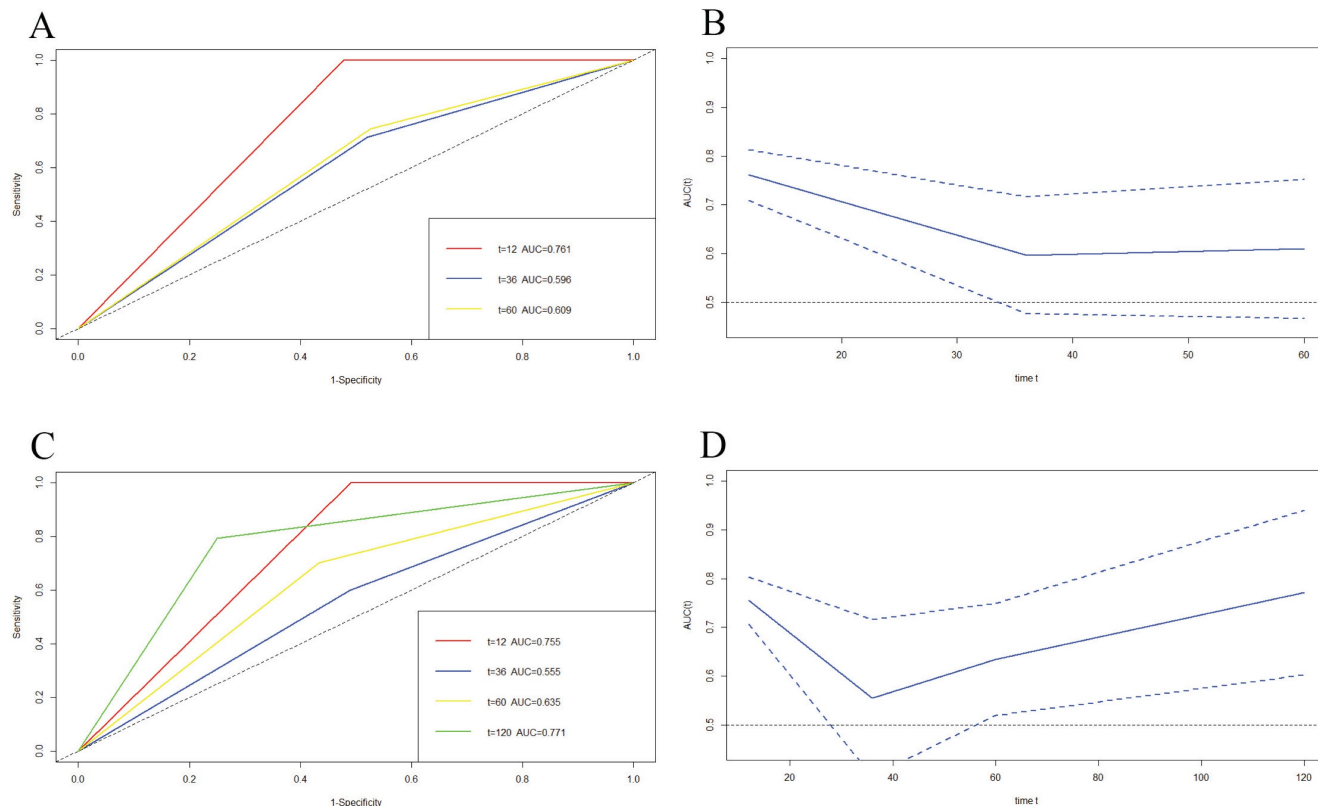 A
Sensitivity
1.0
0.8
0.6
0.4
0.2
0.0
t=12 AUC=0.761
t=36 AUC=0.596
t=60 AUC=0.609
0.0 0.2 0.4 0.6 0.8 1.0
1-Specificity
B
AUC(t)
1.0
0.9
0.8
0.7
0.6
0.5
20 30 40 50 60
time t
C
Sensitivity
1.0
0.8
0.6
0.4
0.2
0.0
t=12 AUC=0.755
t=36 AUC=0.555
t=60 AUC=0.635
t=120 AUC=0.771
0.0 0.2 0.4 0.6 0.8 1.0
1-Specificity
D
AUC(t)
1.0
0.9
0.8
0.7
0.6
0.5
20 40 60 80 100 120
time t